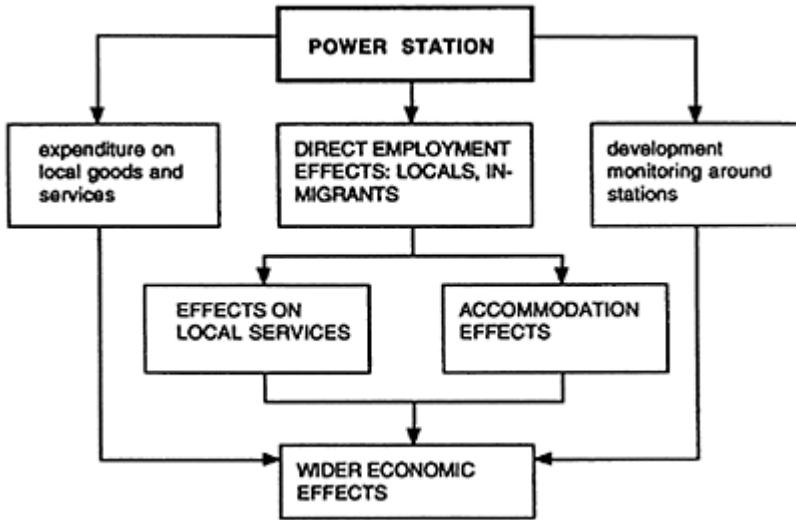 POWER STATION
expenditure on
local goods and
services
DIRECT EMPLOYMENT
EFFECTS: LOCALS, IN-
MIGRANTS
development
monitoring around
stations
EFFECTS ON
LOCAL SERVICES
ACCOMMODATION
EFFECTS
WIDER ECONOMIC
EFFECTS